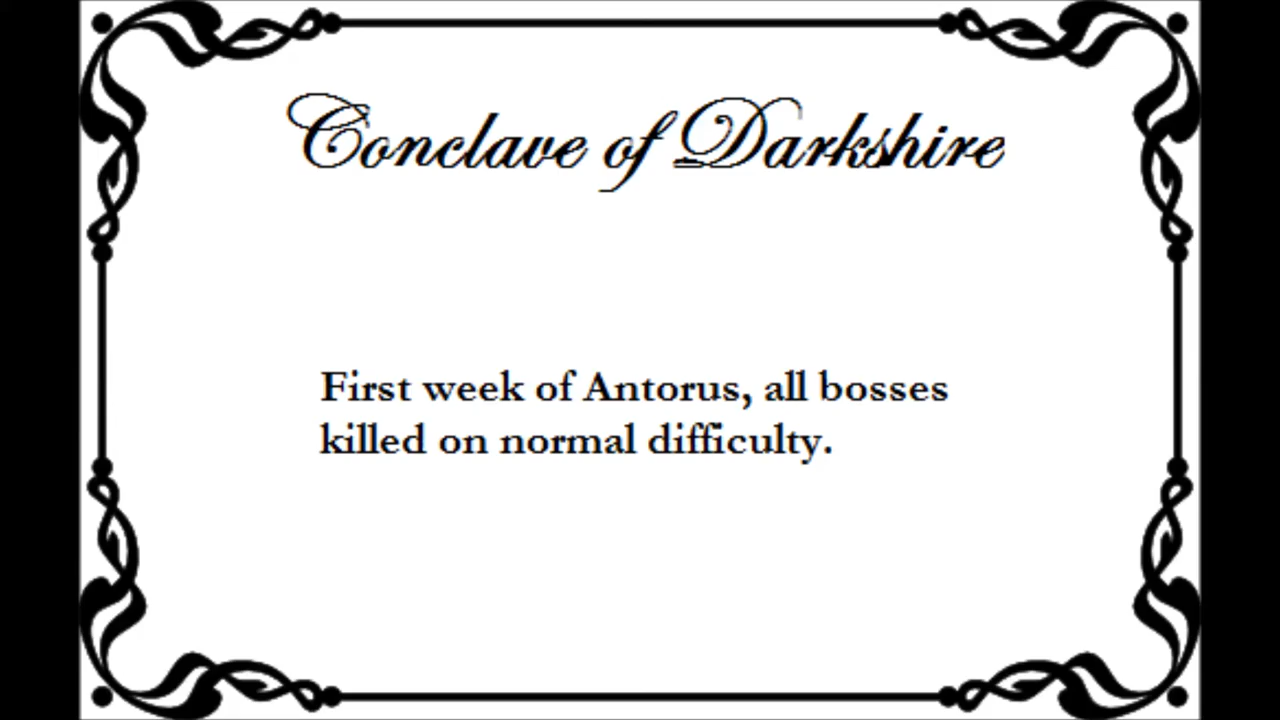 Conclave of Darkshire
First week of Antorus, all bosses
killed on normal difficulty.